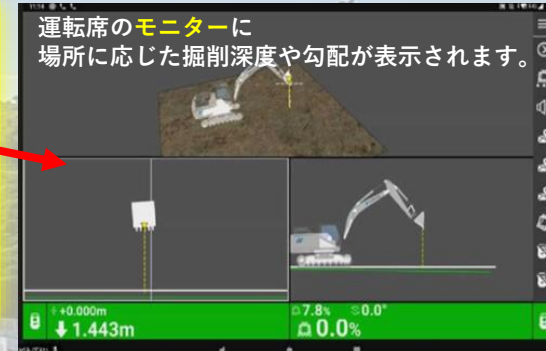 運転席のモニターに
場所に応じた掘削深度や勾配が表示されます。
+0.000m
1.443m
7.8% 0.0°
0.0%